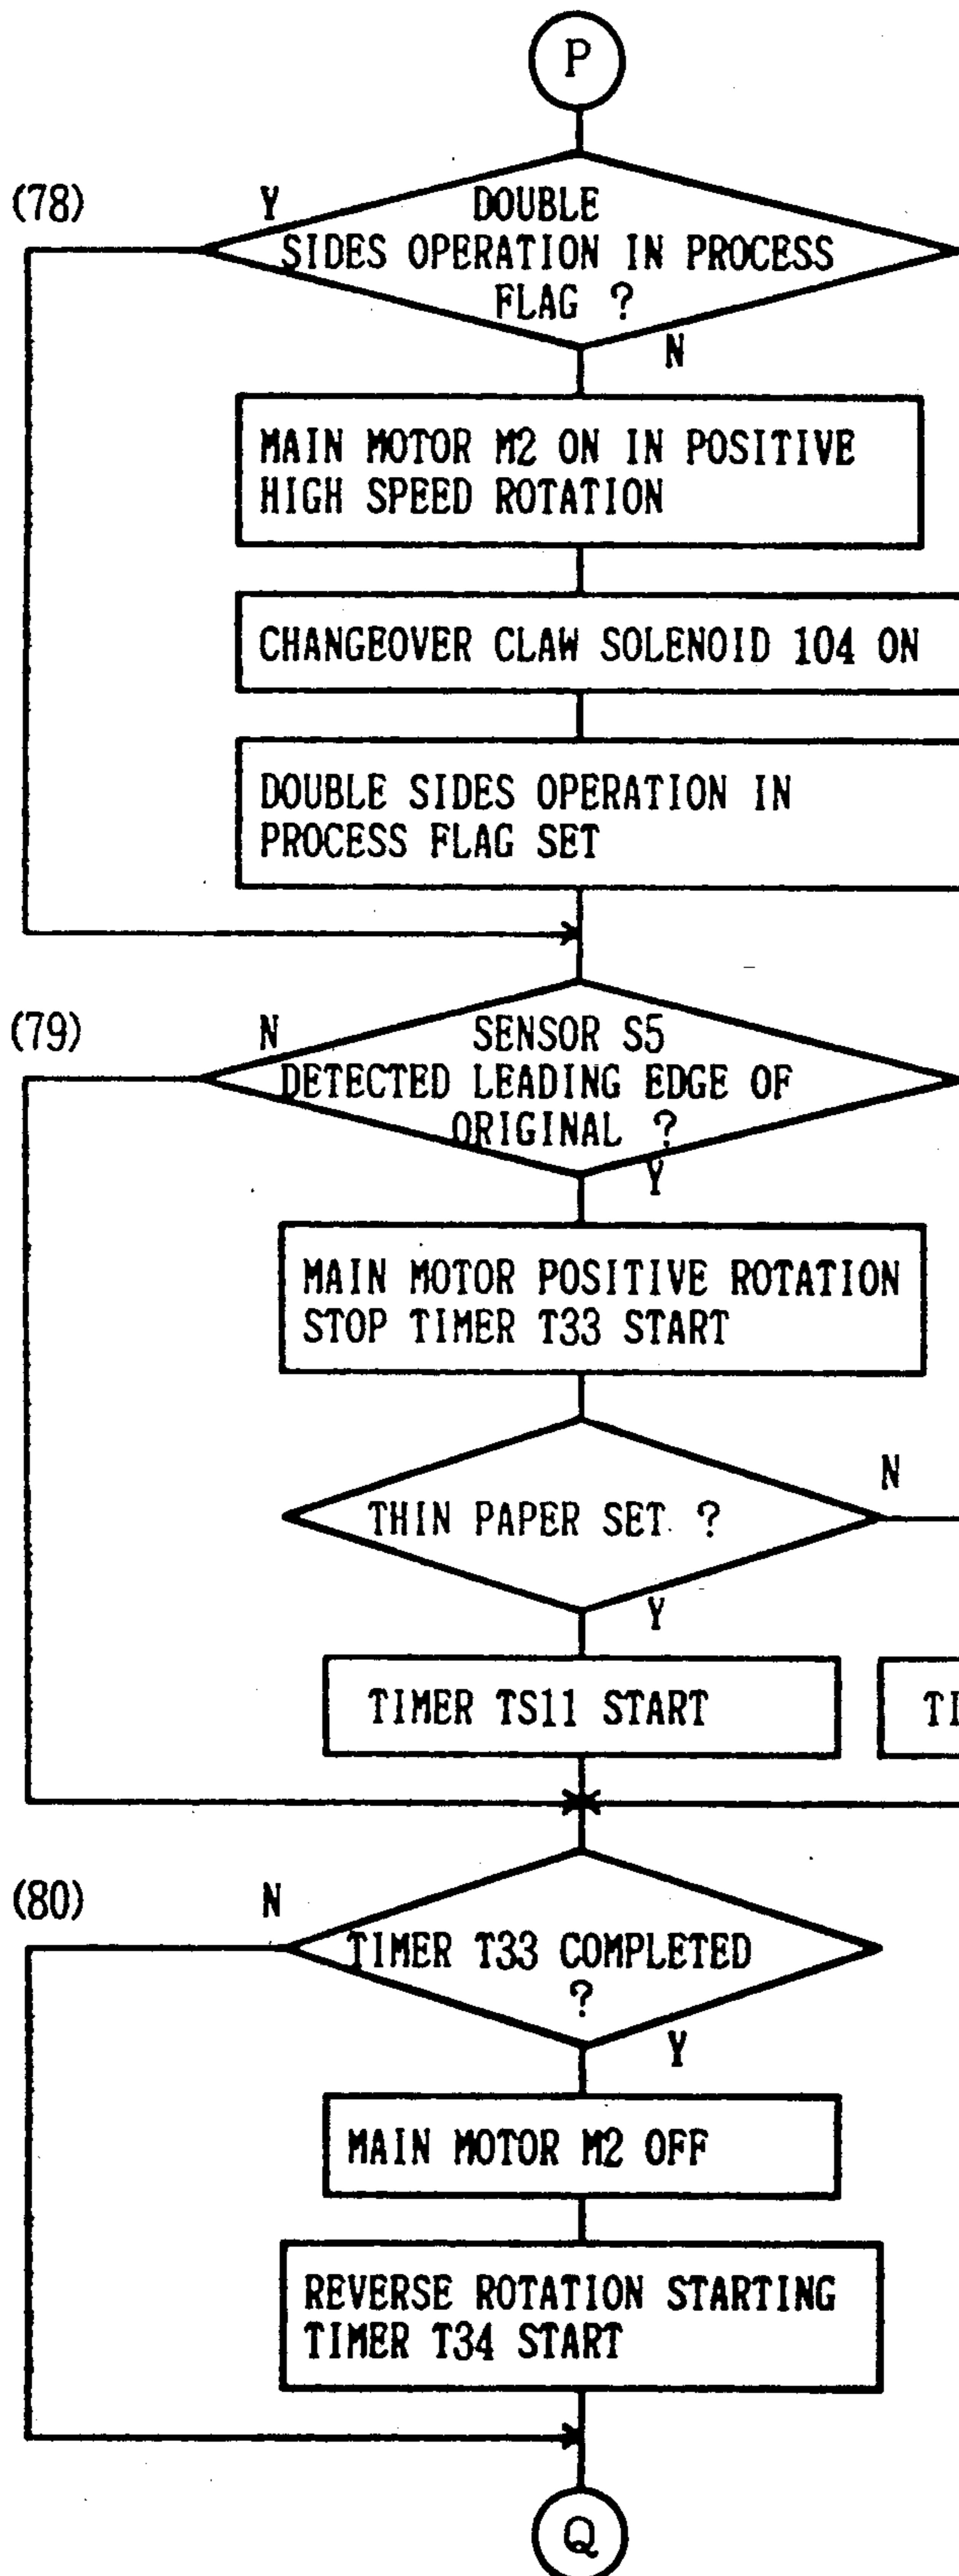 P
(78)
Y
DOUBLE
SIDES OPERATION IN PROCESS
FLAG ?
N
MAIN MOTOR M2 ON IN POSITIVE
HIGH SPEED ROTATION
CHANGEOVER CLAW SOLENOID 104 ON
DOUBLE SIDES OPERATION IN
PROCESS FLAG SET
(79)
N
SENSOR S5
DETECTED LEADING EDGE OF
ORIGINAL ?
Y
MAIN MOTOR POSITIVE ROTATION
STOP TIMER T33 START
THIN PAPER SET ?
N
Y
TIMER TS11 START
TI
(80)
N
TIMER T33 COMPLETED
?
Y
MAIN MOTOR M2 OFF
REVERSE ROTATION STARTING
TIMER T34 START
Q